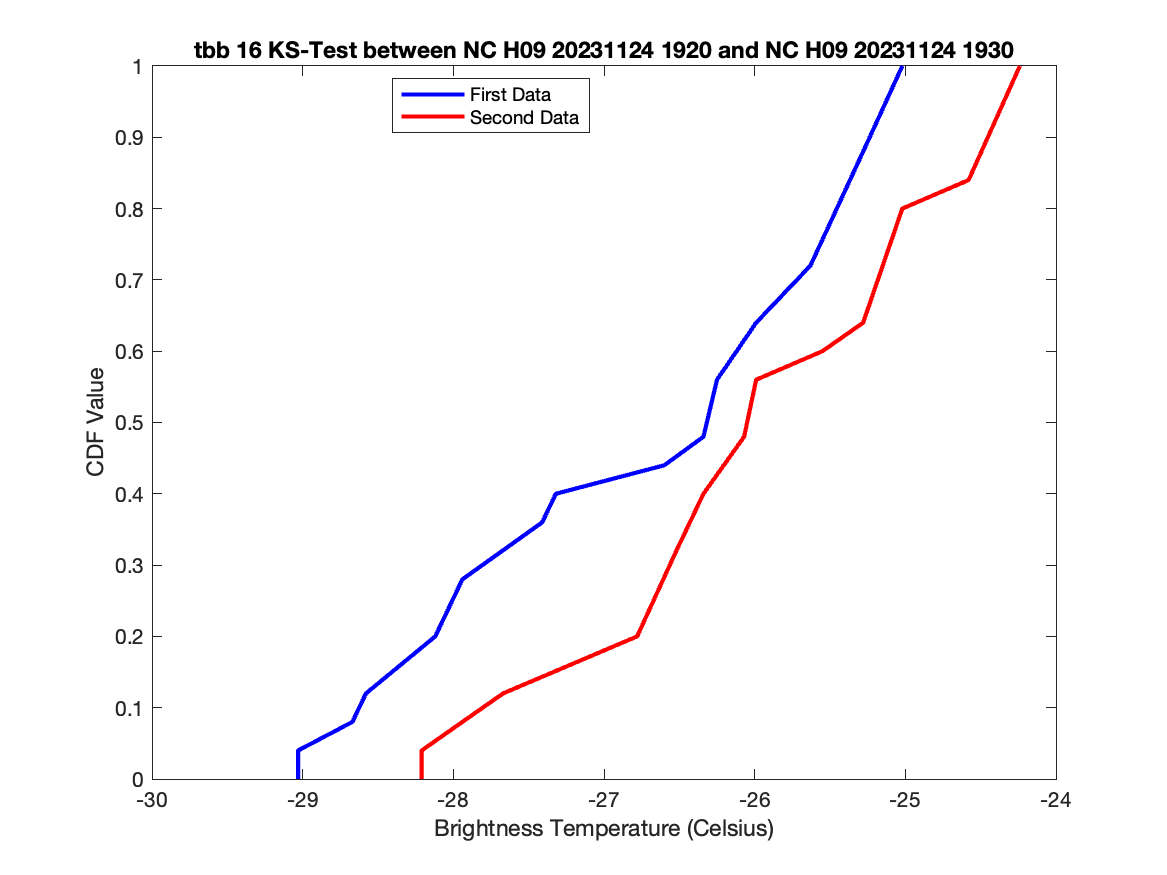 tbb 16 KS-Test between NC H09 20231124 1920 and NC H09 20231124 1930
First Data
Second Data
1
0.9
0.8
0.7
0.6
0.5
0.4
0.3
0.2
0.1
0
CDF Value
-30 -29 -28 -27 -26 -25 -24
Brightness Temperature (Celsius)